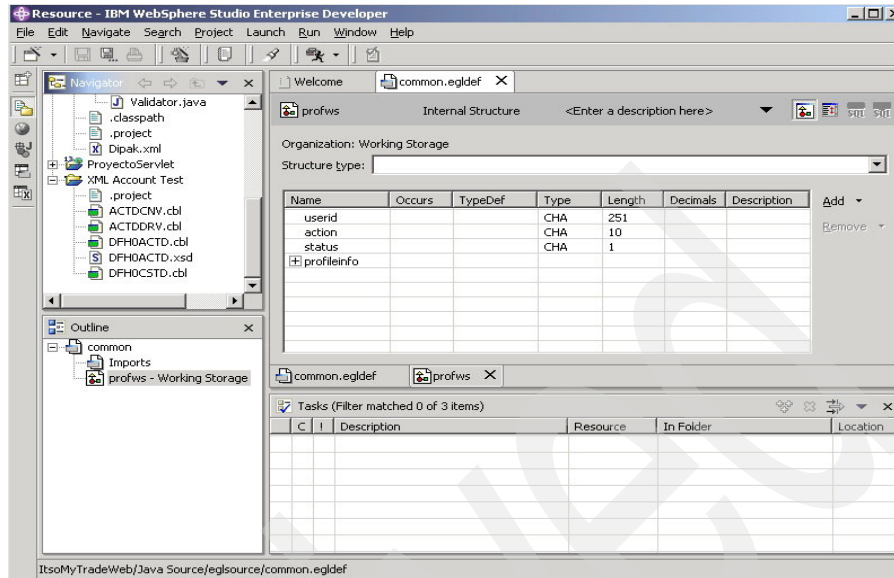 Resource - IBM WebSphere Studio Enterprise Developer
File Edit Navigate Search Project Launch Run Window Help
Navigator
Validator.java
.classpath
.project
Dipak.xml
ProyectoServlet
XML Account Test
.project
ACTDCNV.cbl
ACTDDRV.cbl
DFH0ACTD.cbl
DFH0ACTD.xsd
DFH0CSTD.cbl
Outline
common
Imports
profws - Working Storage
Welcome common.egldef
profws Internal Structure <Enter a description here> SQL SQL
Organization: Working Storage
Structure type:
Name Occurs TypeDef Type Length Decimals Description Add
userid CHA 251 Remove
action CHA 10
status CHA 1
profileinfo
common.egldef profws
Tasks (Filter matched 0 of 3 items)
C ! Description Resource In Folder Location
ItsoMyTradeWeb/Java Source/eglsource/common.egldef